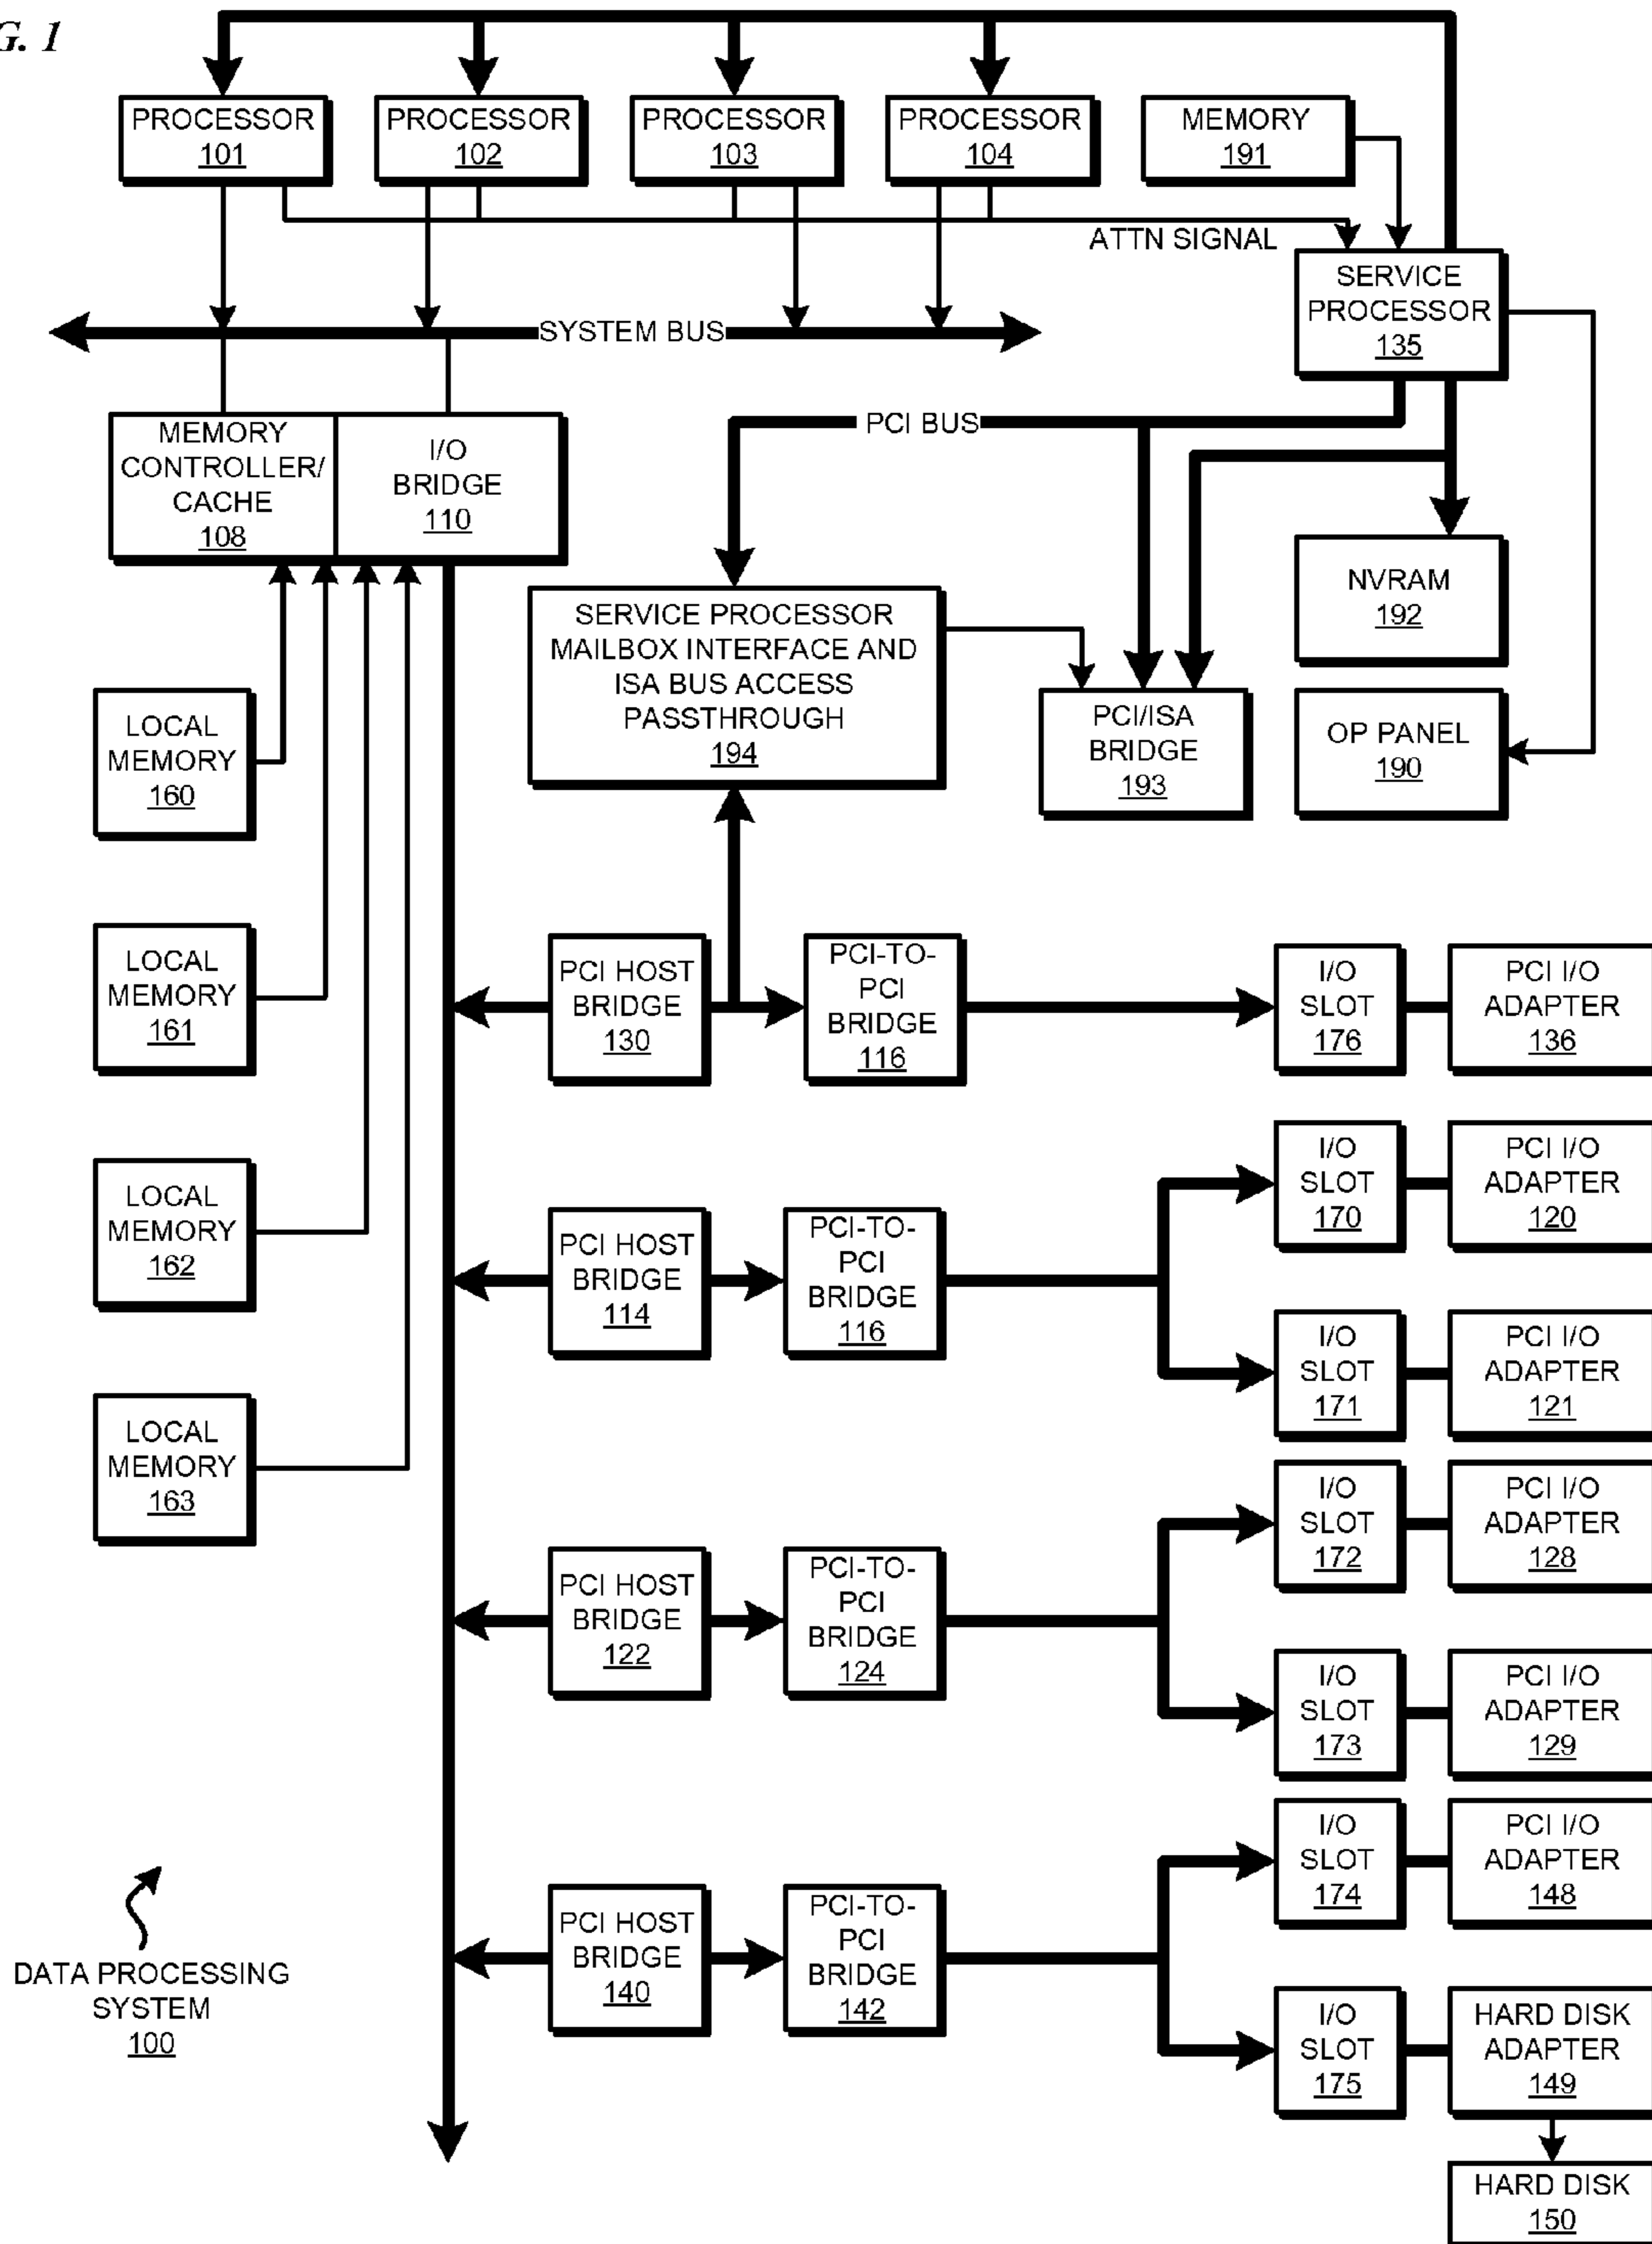 G. 1
PROCESSOR
101
PROCESSOR
102
PROCESSOR
103
PROCESSOR
104
MEMORY
191
ATTN SIGNAL
SERVICE
PROCESSOR
135
SYSTEM BUS
PCI BUS
MEMORY
CONTROLLER/
CACHE
108
I/O
BRIDGE
110
NVRAM
192
SERVICE PROCESSOR
MAILBOX INTERFACE AND
ISA BUS ACCESS
PASSTHROUGH
194
PCI/ISA
BRIDGE
193
OP PANEL
190
LOCAL
MEMORY
160
LOCAL
MEMORY
161
PCI HOST
BRIDGE
130
PCI-TO-
PCI
BRIDGE
116
I/O
SLOT
176
PCI I/O
ADAPTER
136
I/O
SLOT
170
PCI I/O
ADAPTER
120
LOCAL
MEMORY
162
PCI HOST
BRIDGE
114
PCI-TO-
PCI
BRIDGE
116
I/O
SLOT
171
PCI I/O
ADAPTER
121
LOCAL
MEMORY
163
I/O
SLOT
172
PCI I/O
ADAPTER
128
PCI HOST
BRIDGE
122
PCI-TO-
PCI
BRIDGE
124
I/O
SLOT
173
PCI I/O
ADAPTER
129
I/O
SLOT
174
PCI I/O
ADAPTER
148
PCI HOST
BRIDGE
140
PCI-TO-
PCI
BRIDGE
142
DATA PROCESSING
SYSTEM
100
I/O
SLOT
175
HARD DISK
ADAPTER
149
HARD DISK
150